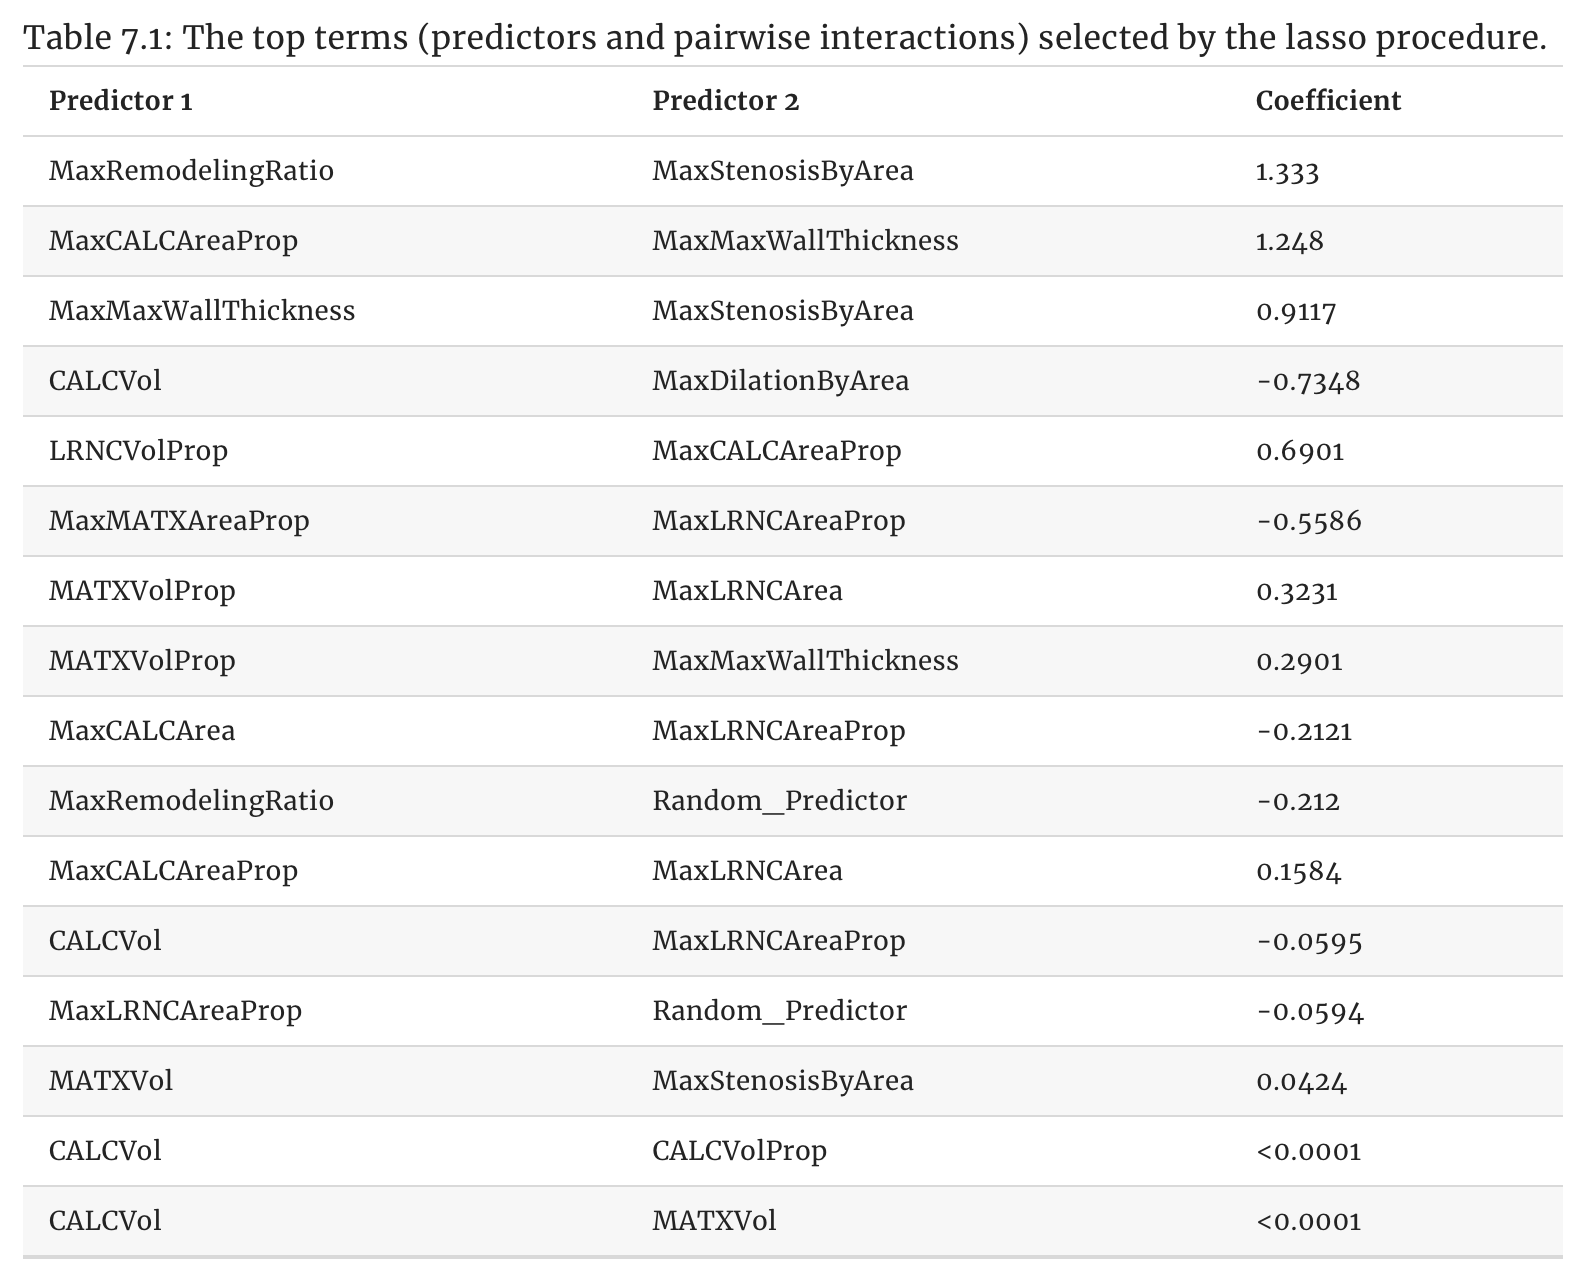 Table 7.1: The top terms (predictors and pairwise interactions) selected by the lasso procedure.
Predictor 1 Predictor 2 Coefficient
MaxRemodelingRatio MaxStenosisByArea 1.333
MaxCALCAreaProp MaxMaxWallThickness 1.248
MaxMaxWallThickness MaxStenosisByArea 0.9117
CALCVol MaxDilationByArea -0.7348
LRNCVolProp MaxCALCAreaProp 0.6901
MaxMATXAreaProp MaxLRNCAreaProp -0.5586
MATXVolProp MaxLRNCArea 0.3231
MATXVolProp MaxMaxWallThickness 0.2901
MaxCALCArea MaxLRNCAreaProp -0.2121
MaxRemodelingRatio Random_Predictor -0.212
MaxCALCAreaProp MaxLRNCArea 0.1584
CALCVol MaxLRNCAreaProp -0.0595
MaxLRNCAreaProp Random_Predictor -0.0594
MATXVol MaxStenosisByArea 0.0424
CALCVol CALCVolProp <0.0001
CALCVol MATXVol <0.0001